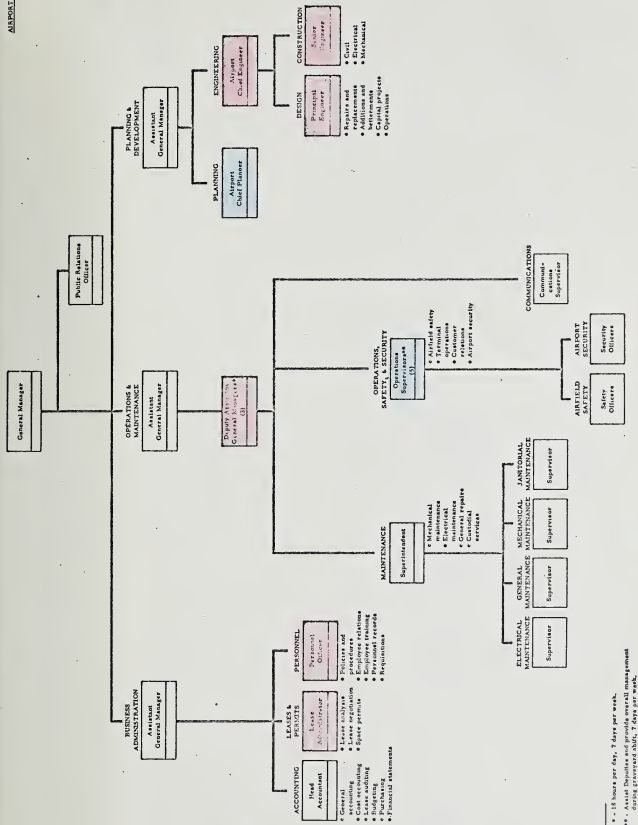 AIRPORT
General Manager
Public Relations
Officer
BUSINESS
ADMINISTRATION
Assistant
General Manager
OPERATIONS &
MAINTENANCE
Assistant
General Manager
PLANNING &
DEVELOPMENT
Assistant
General Manager
ACCOUNTING
Head
Accountant
• General
accounting
• Cost accounting
• Lease auditing
• Budgeting
• Purchasing
• Financial statements
LEASES &
PERMITS
Lease
Administrator
• Lease analysis
• Lease negotiation
• Space permits
PERSONNEL
Personnel
Officer
• Policies and
procedures
• Employee relations
• Employee training
• Personnel records
• Requisitions
Deputy Assistant
General Managers*
(3)
MAINTENANCE
Superintendent
• Mechanical
maintenance
• Electrical
maintenance
• General repairs
• Custodial
services
OPERATIONS,
SAFETY, & SECURITY
Operations
Supervisors**
(5)
• Airfield safety
• Terminal
operations
• Customer
relations
• Airport security
COMMUNICATIONS
Communi-
cations
Supervisor
ELECTRICAL
MAINTENANCE
Supervisor
GENERAL
MAINTENANCE
Supervisor
MECHANICAL
MAINTENANCE
Supervisor
JANITORIAL
MAINTENANCE
Supervisor
AIRFIELD
SAFETY
Safety
Officers
AIRPORT
SECURITY
Security
Officers
PLANNING
Airport
Chief Planner
ENGINEERING
Airport
Chief Engineer
DESIGN
Principal
Engineer
• Repairs and
replacements
• Additions and
betterments
• Capital projects
• Operations
CONSTRUCTION
Senior
Engineer
• Civil
• Electrical
• Mechanical
* - 16 hours per day, 7 days per week.
** - Assist Deputies and provide overall management
during graveyard shift, 7 days per week.